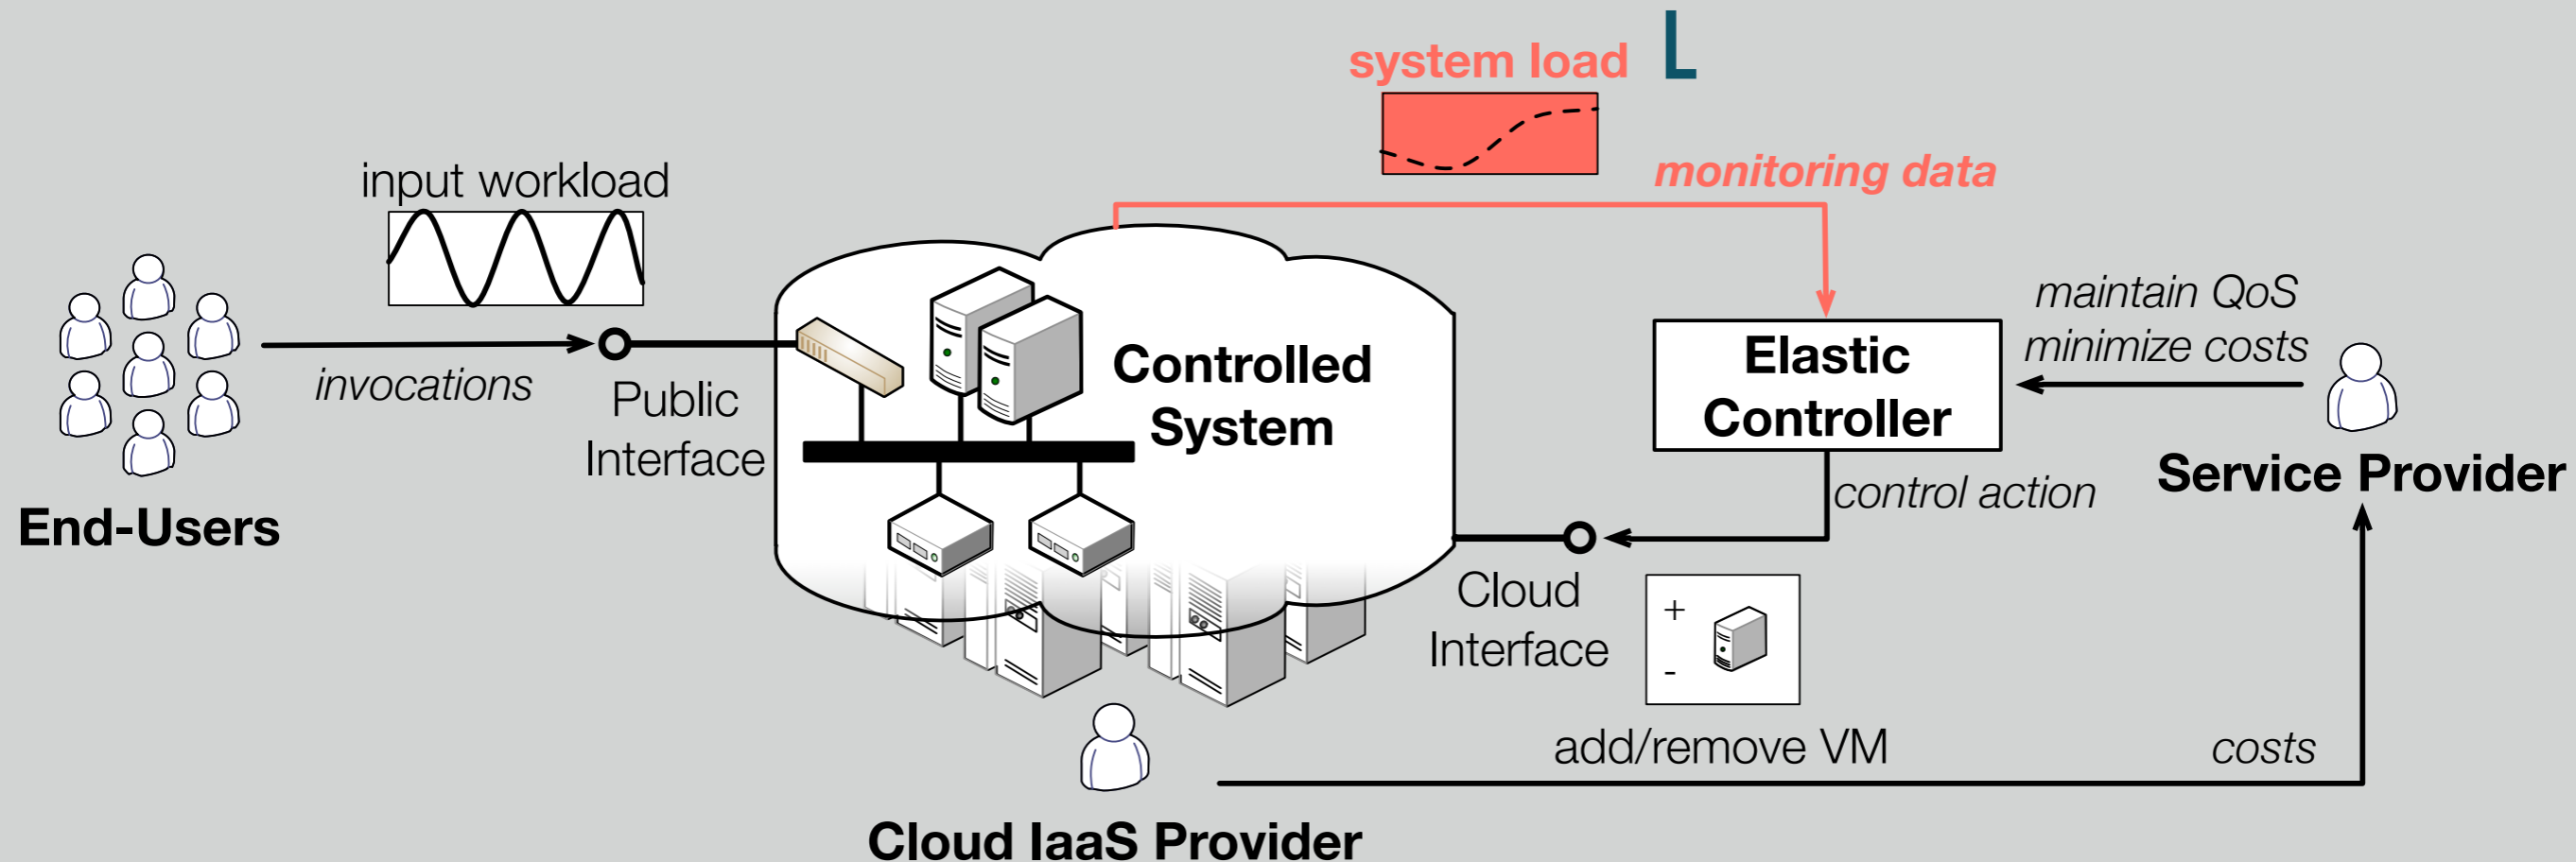 system load L
monitoring data
input workload
invocations
Public
Interface
End-Users
Controlled
System
Elastic
Controller
maintain QoS
minimize costs
Service Provider
control action
Cloud
Interface
+
-
add/remove VM
costs
Cloud IaaS Provider